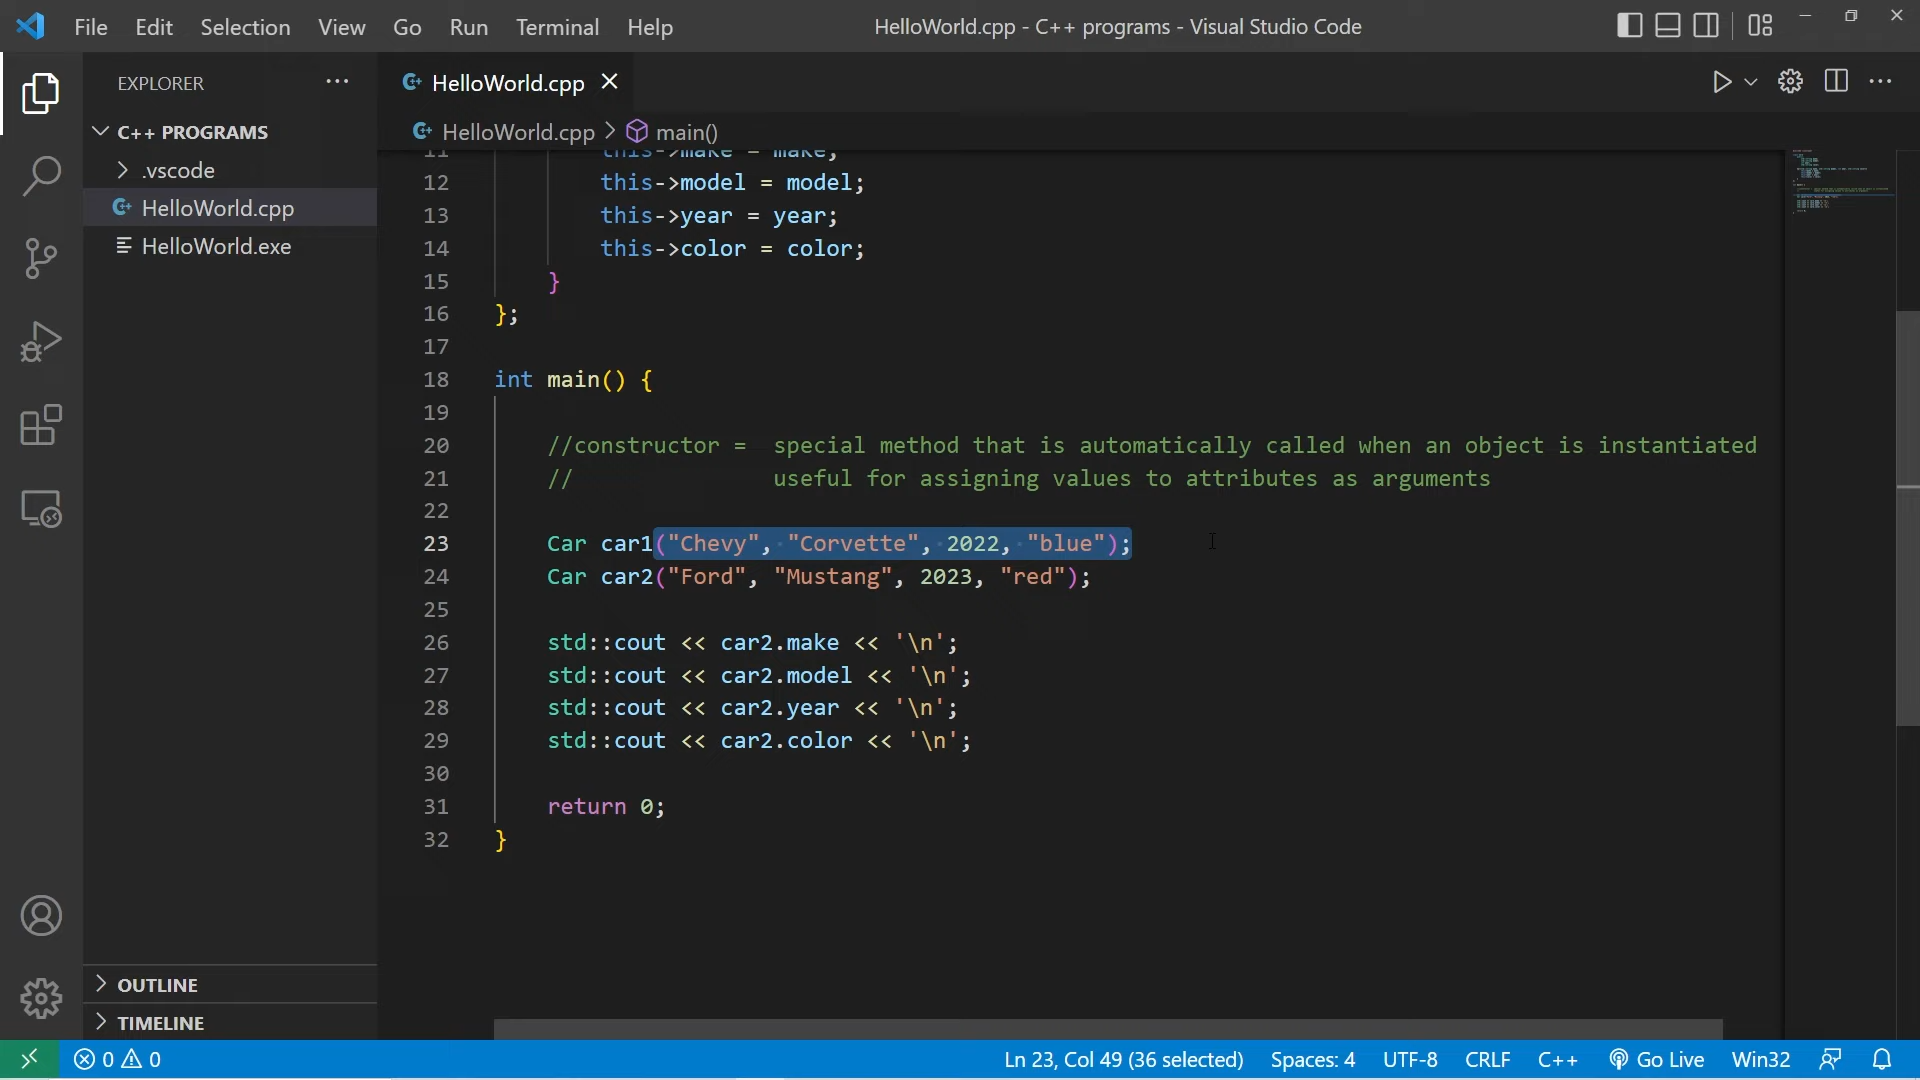 File Edit Selection View Go Run Terminal Help HelloWorld.cpp - C++ programs - Visual Studio Code
EXPLORER
C++ PROGRAMS
.vscode
HelloWorld.cpp
HelloWorld.exe
OUTLINE
TIMELINE
HelloWorld.cpp
HelloWorld.cpp > main()
11 this->make = make;
12 this->model = model;
13 this->year = year;
14 this->color = color;
15 }
16 };
17
18 int main() {
19
20 //constructor = special method that is automatically called when an object is instantiated
21 // useful for assigning values to attributes as arguments
22
23 Car car1("Chevy", "Corvette", 2022, "blue");
24 Car car2("Ford", "Mustang", 2023, "red");
25
26 std::cout << car2.make << '\n';
27 std::cout << car2.model << '\n';
28 std::cout << car2.year << '\n';
29 std::cout << car2.color << '\n';
30
31 return 0;
32 }
0 0 Ln 23, Col 49 (36 selected) Spaces: 4 UTF-8 CRLF C++ Go Live Win32